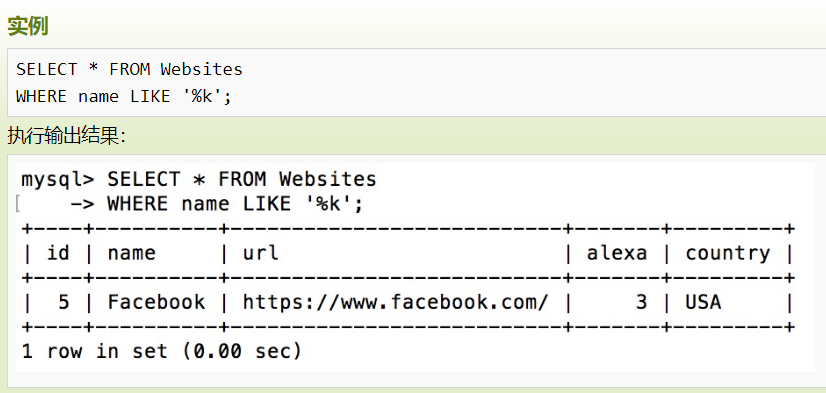 实例
SELECT * FROM Websites
WHERE name LIKE '%k';
执行输出结果：
mysql> SELECT * FROM Websites
[    -> WHERE name LIKE '%k';
+----+----------+---------------------------+-------+---------+
| id | name     | url                       | alexa | country |
+----+----------+---------------------------+-------+---------+
|  5 | Facebook | https://www.facebook.com/ |     3 | USA     |
+----+----------+---------------------------+-------+---------+
1 row in set (0.00 sec)